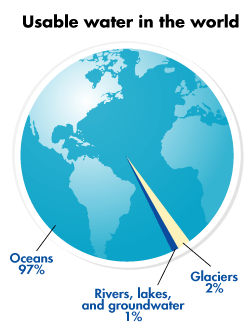 Usable water in the world
Oceans
97%
Rivers, lakes,
and groundwater
1%
Glaciers
2%